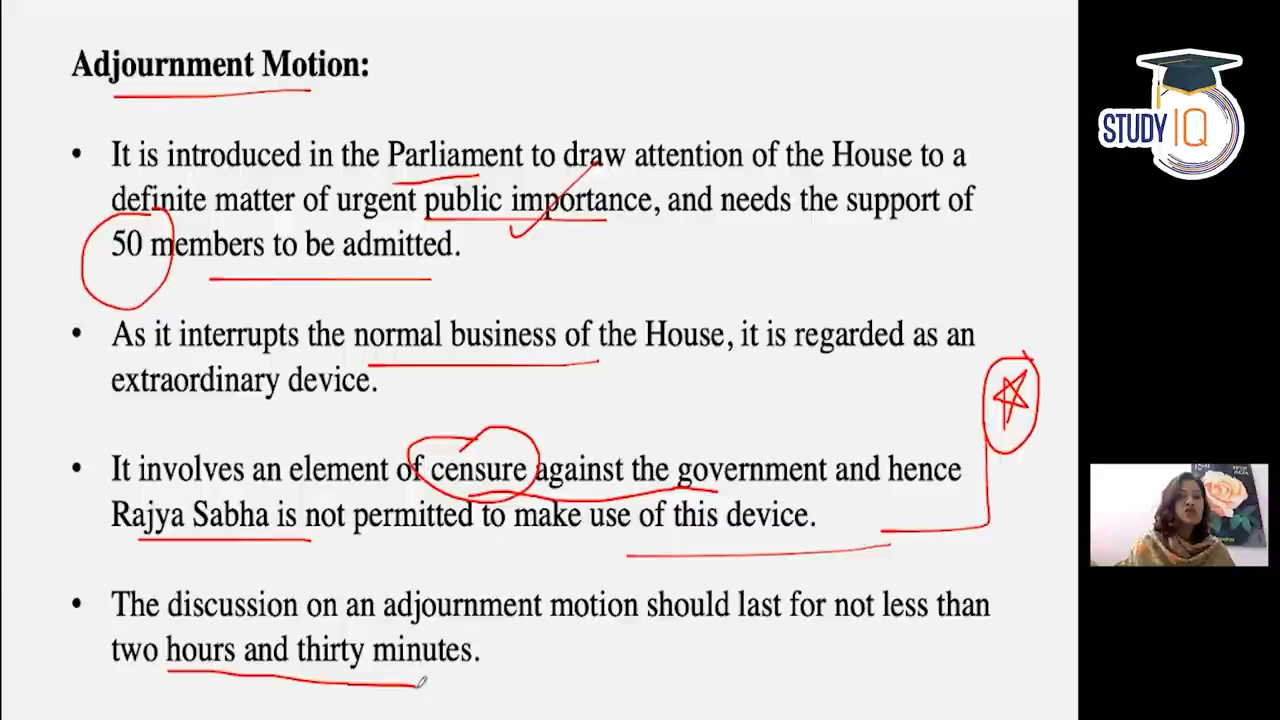 Adjournment Motion:
• It is introduced in the Parliament to draw attention of the House to a
definite matter of urgent public importance, and needs the support of
50 members to be admitted.
• As it interrupts the normal business of the House, it is regarded as an
extraordinary device.
• It involves an element of censure against the government and hence
Rajya Sabha is not permitted to make use of this device.
• The discussion on an adjournment motion should last for not less than
two hours and thirty minutes.
STUDY IQ